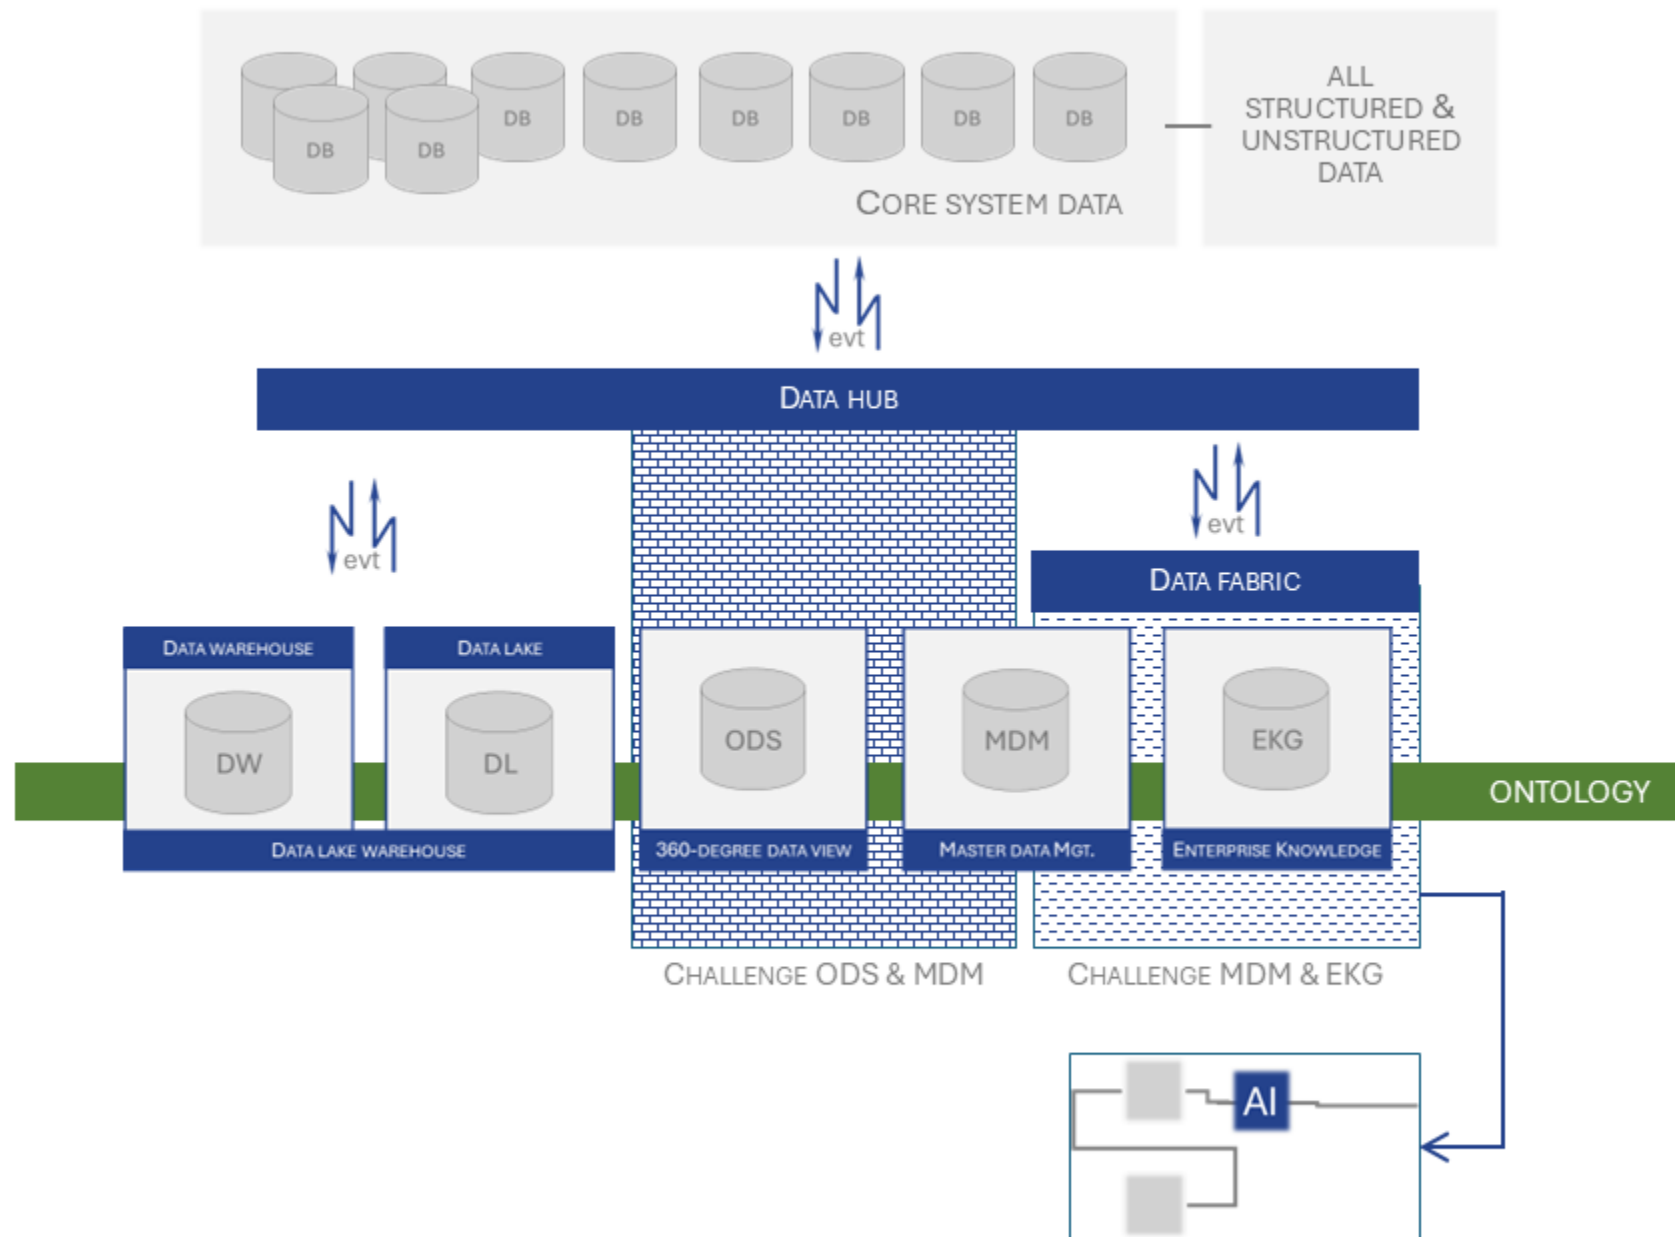 DB DB DB DB DB DB
DB DB
CORE SYSTEM DATA
ALL
STRUCTURED &
UNSTRUCTURED
DATA
evt
DATA HUB
evt
evt
DATA FABRIC
DATA WAREHOUSE
DATA LAKE
DW
DL
ODS
MDM
EKG
ONTOLOGY
DATA LAKE WAREHOUSE
360-DEGREE DATA VIEW
MASTER DATA MGT.
ENTERPRISE KNOWLEDGE
CHALLENGE ODS & MDM
CHALLENGE MDM & EKG
AI